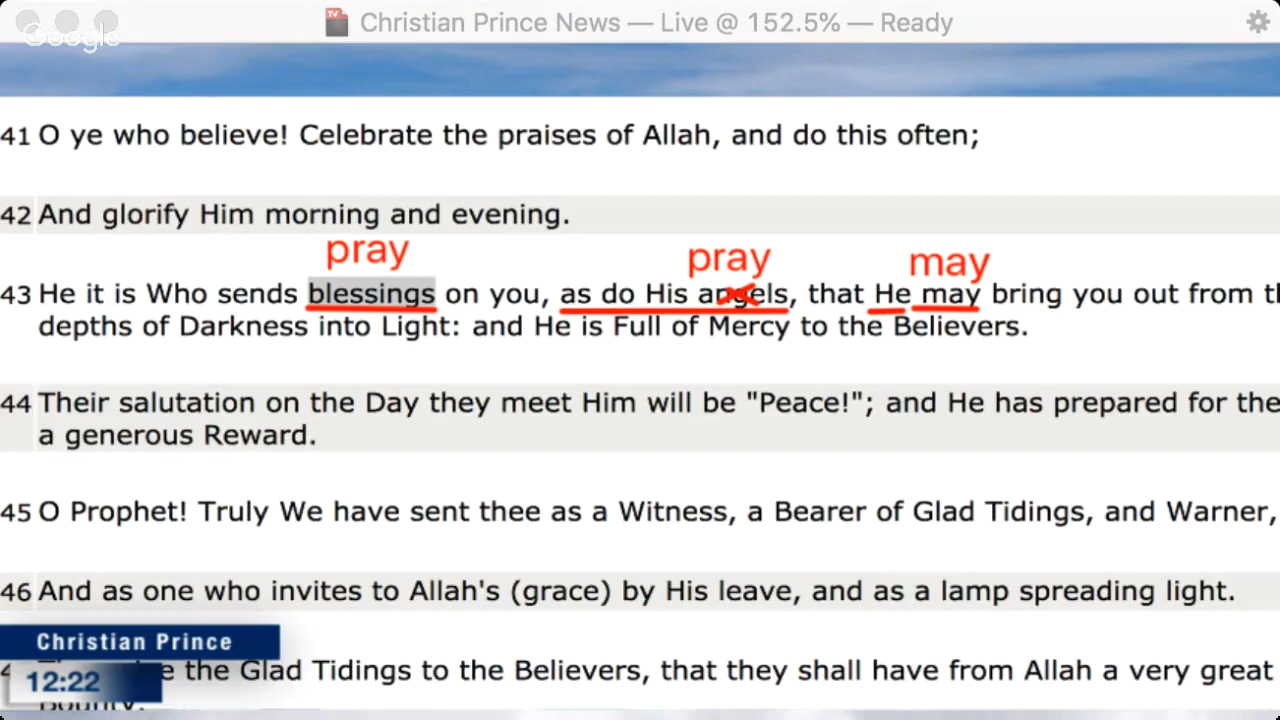 Google
TV
Christian Prince News — Live @ 152.5% — Ready
41 O ye who believe! Celebrate the praises of Allah, and do this often;
42 And glorify Him morning and evening.
pray pray may
43 He it is Who sends blessings on you, as do His angels, that He may bring you out from t
depths of Darkness into Light: and He is Full of Mercy to the Believers.
44 Their salutation on the Day they meet Him will be "Peace!"; and He has prepared for the
a generous Reward.
45 O Prophet! Truly We have sent thee as a Witness, a Bearer of Glad Tidings, and Warner,
46 And as one who invites to Allah's (grace) by His leave, and as a lamp spreading light.
Christian Prince
the Glad Tidings to the Believers, that they shall have from Allah a very great
12:22